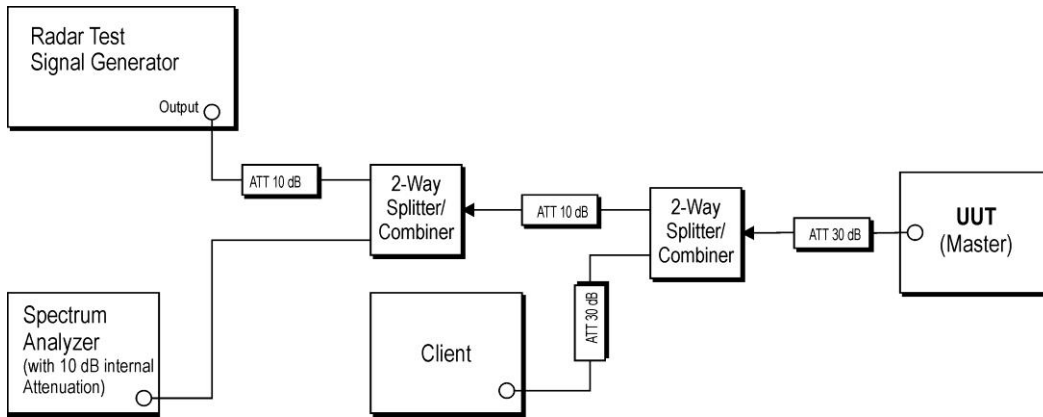 Radar Test
Signal Generator
Output
ATT 10 dB
2-Way
Splitter/
Combiner
ATT 10 dB
2-Way
Splitter/
Combiner
ATT 30 dB
UUT
(Master)
Spectrum
Analyzer
(with 10 dB internal
Attenuation)
Client
ATT 30 dB